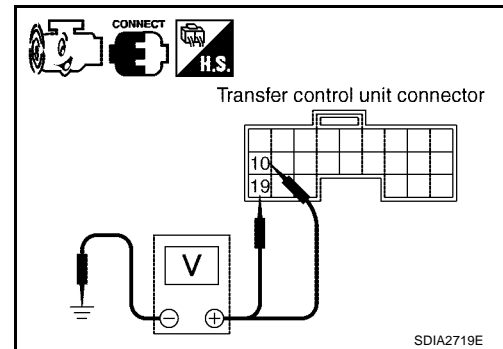 CONNECT
H.S.
Transfer control unit connector
10
19
V
− +
SDIA2719E